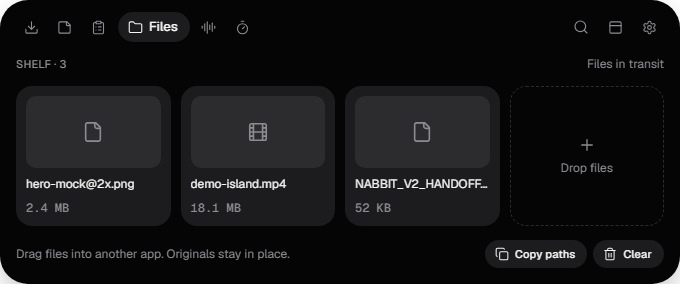 Files
SHELF · 3
Files in transit
hero-mock@2x.png
2.4 MB
demo-island.mp4
18.1 MB
NABBIT_V2_HANDOFF...
52 KB
Drop files
Drag files into another app. Originals stay in place.
Copy paths
Clear